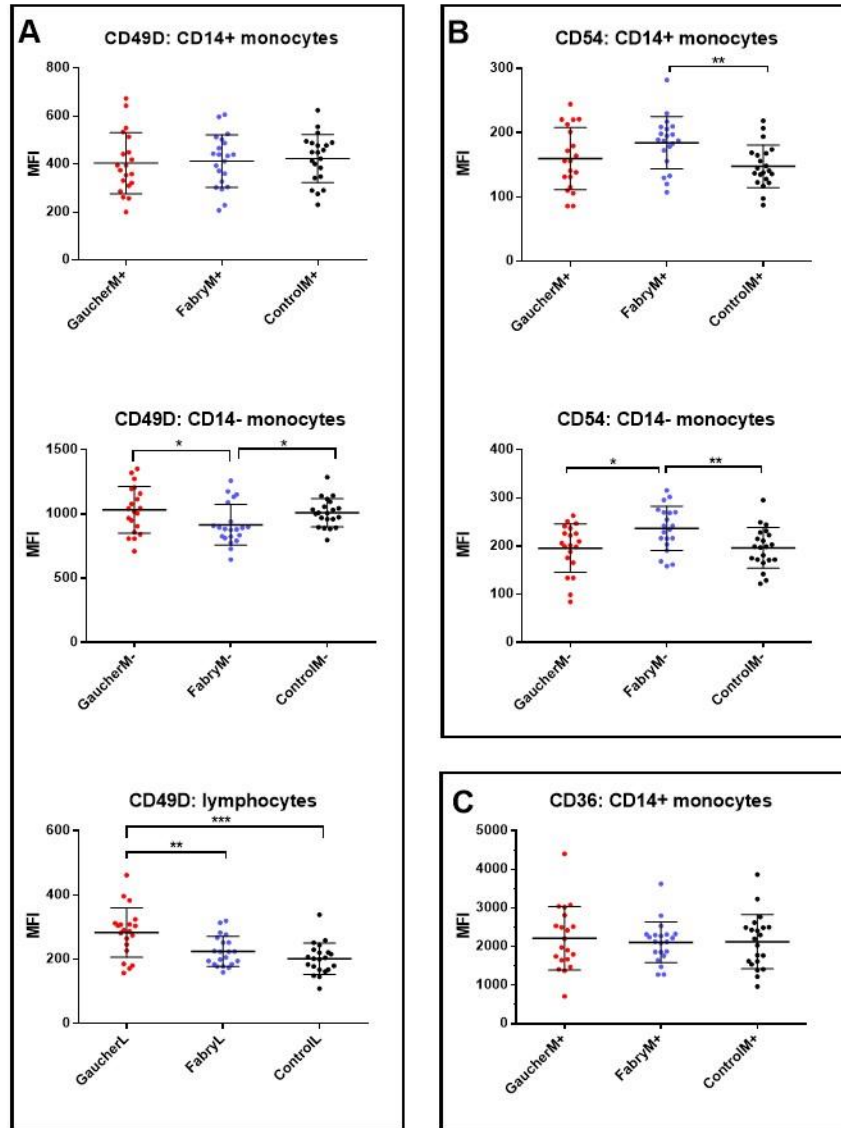 A
CD49D: CD14+ monocytes
800
600
400
200
0
MFI
GaucherM+
FabryM+
ControlM+
CD49D: CD14- monocytes
1500
1000
500
0
MFI
*
*
GaucherM-
FabryM-
ControlM-
CD49D: lymphocytes
600
400
200
0
MFI
***
**
GaucherL
FabryL
ControlL
B
CD54: CD14+ monocytes
300
200
100
0
MFI
**
GaucherM+
FabryM+
ControlM+
CD54: CD14- monocytes
400
300
200
100
0
MFI
*
**
GaucherM-
FabryM-
ControlM-
C
CD36: CD14+ monocytes
5000
4000
3000
2000
1000
0
MFI
GaucherM+
FabryM+
ControlM+